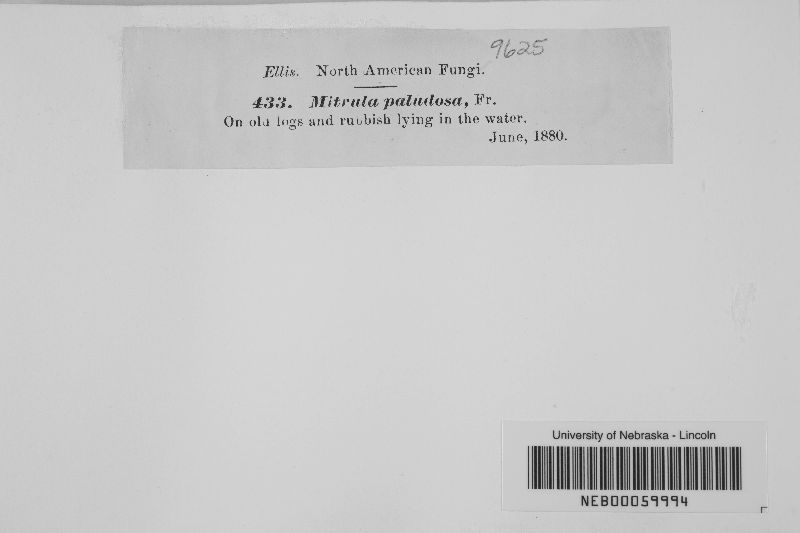 9625
Ellis. North American Fungi.
433. Mitrula paludosa, Fr.
On old logs and rubbish lying in the water.
June, 1880.
University of Nebraska - Lincoln
NEB00059994